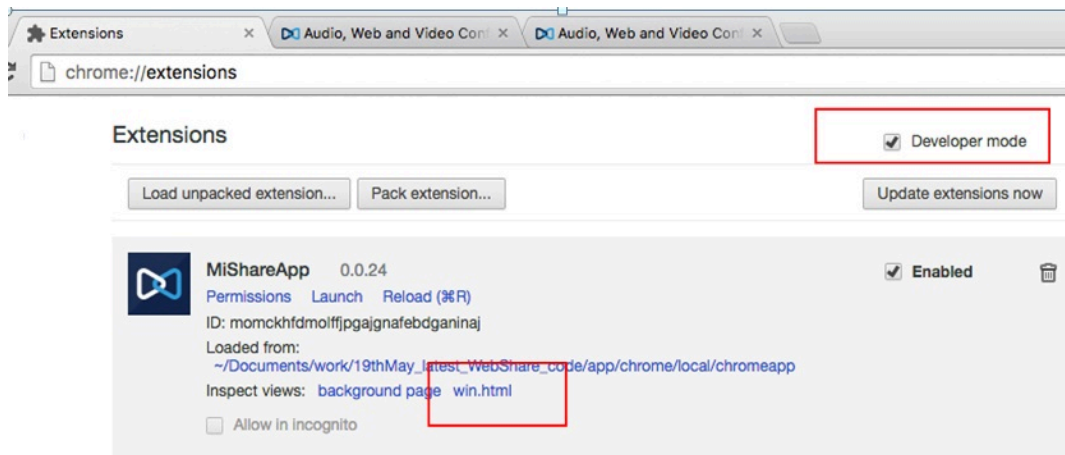 Extensions × Audio, Web and Video Conf × Audio, Web and Video Conf ×
chrome://extensions
Extensions Developer mode
Load unpacked extension... Pack extension... Update extensions now
MiShareApp 0.0.24 Enabled
Permissions Launch Reload (⌘R)
ID: momckhfdmolffjpgajgnafebdganinaj
Loaded from:
~/Documents/work/19thMay_latest_WebShare_code/app/chrome/local/chromeapp
Inspect views: background page win.html
Allow in incognito